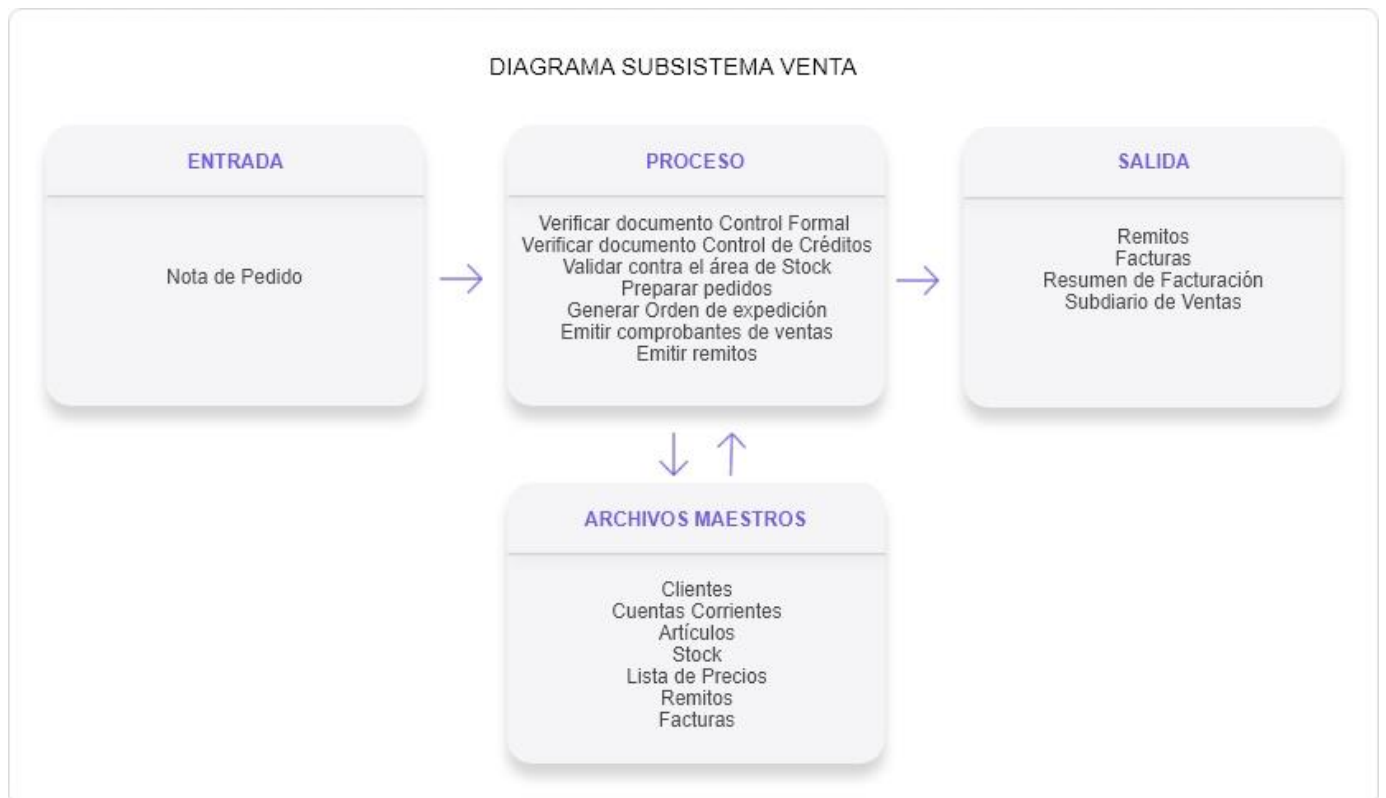 DIAGRAMA SUBSISTEMA VENTA
ENTRADA
Nota de Pedido
PROCESO
Verificar documento Control Formal
Verificar documento Control de Créditos
Validar contra el área de Stock
Preparar pedidos
Generar Orden de expedición
Emitir comprobantes de ventas
Emitir remitos
SALIDA
Remitos
Facturas
Resumen de Facturación
Subdiario de Ventas
ARCHIVOS MAESTROS
Clientes
Cuentas Corrientes
Artículos
Stock
Lista de Precios
Remitos
Facturas